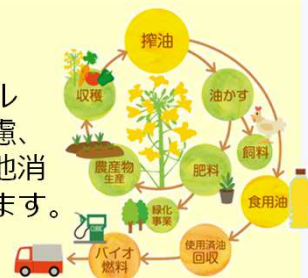 ル
慮、
地消
ます。
搾油
油かす
飼料
肥料
食用油
使用済油
回収
バイオ
燃料
緑化
事業
農産物
生産
収穫